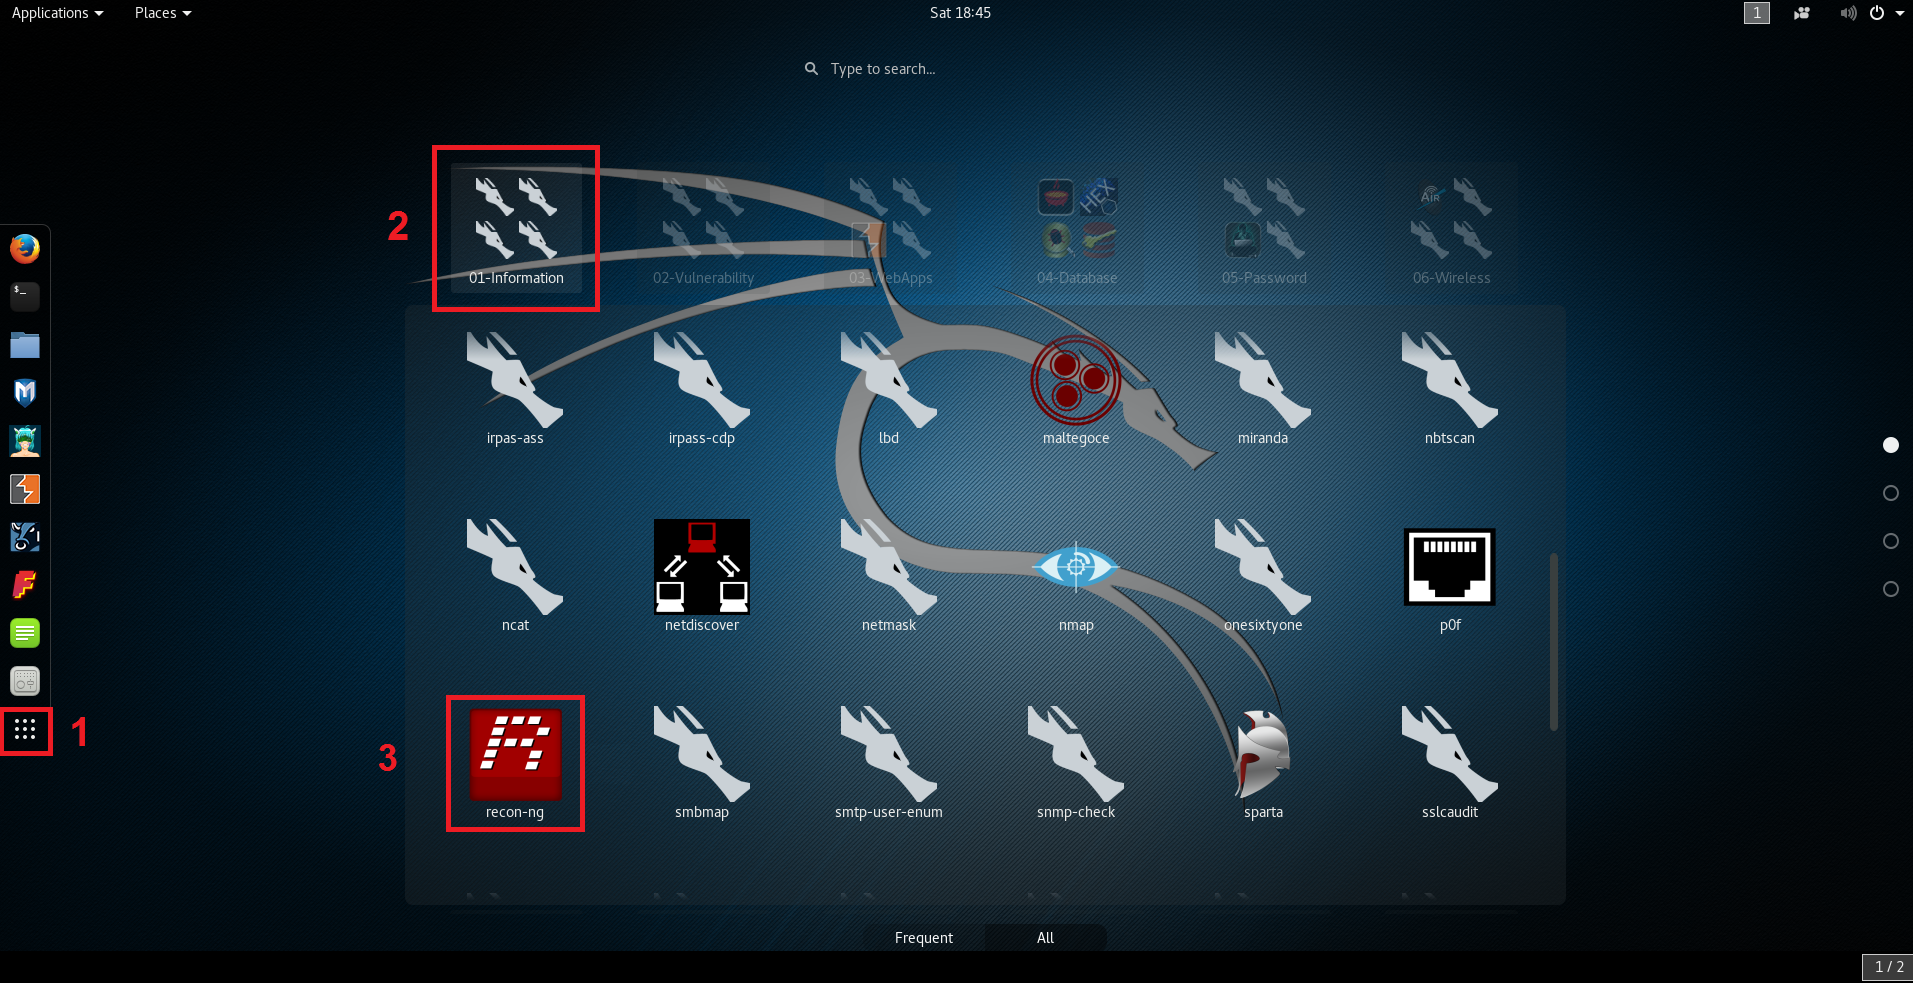 Applications Places Sat 18:45 1
Type to search...
2
01-Information 02-Vulnerability 03-WebApps 04-Database 05-Password 06-Wireless
irpas-ass irpass-cdp lbd maltegoce miranda nbtscan
ncat netdiscover netmask nmap onesixtyone p0f
1
3
recon-ng smbmap smtp-user-enum snmp-check sparta sslcaudit
Frequent All
1 / 2